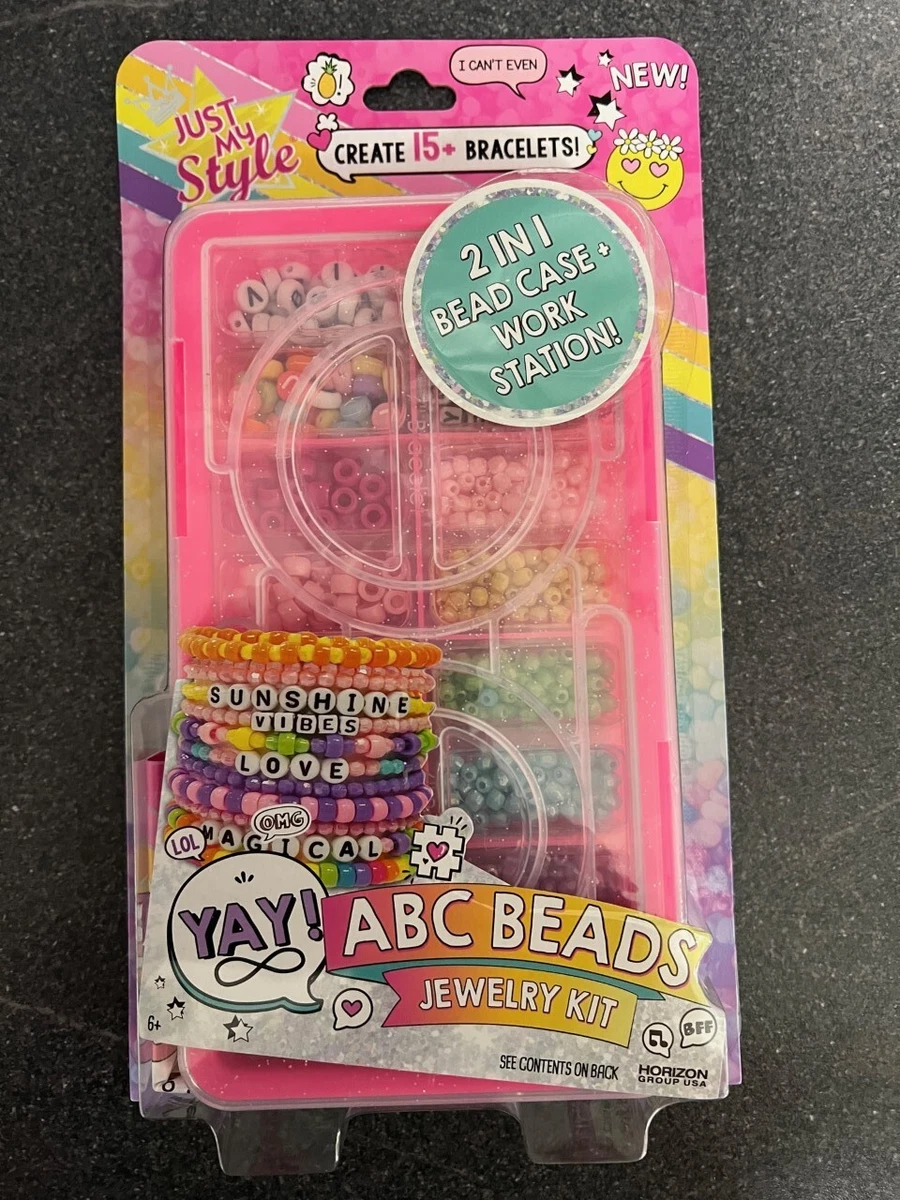 I CAN'T EVEN
NEW!
JUST
MY
Style
CREATE 15+ BRACELETS!
2 IN 1
BEAD CASE +
WORK
STATION!
SUNSHINE
VIBES
LOVE
OMG
LOL
MAGICAL
YAY!
ABC BEADS
JEWELRY KIT
BFF
6+
SEE CONTENTS ON BACK
HORIZON
GROUP USA